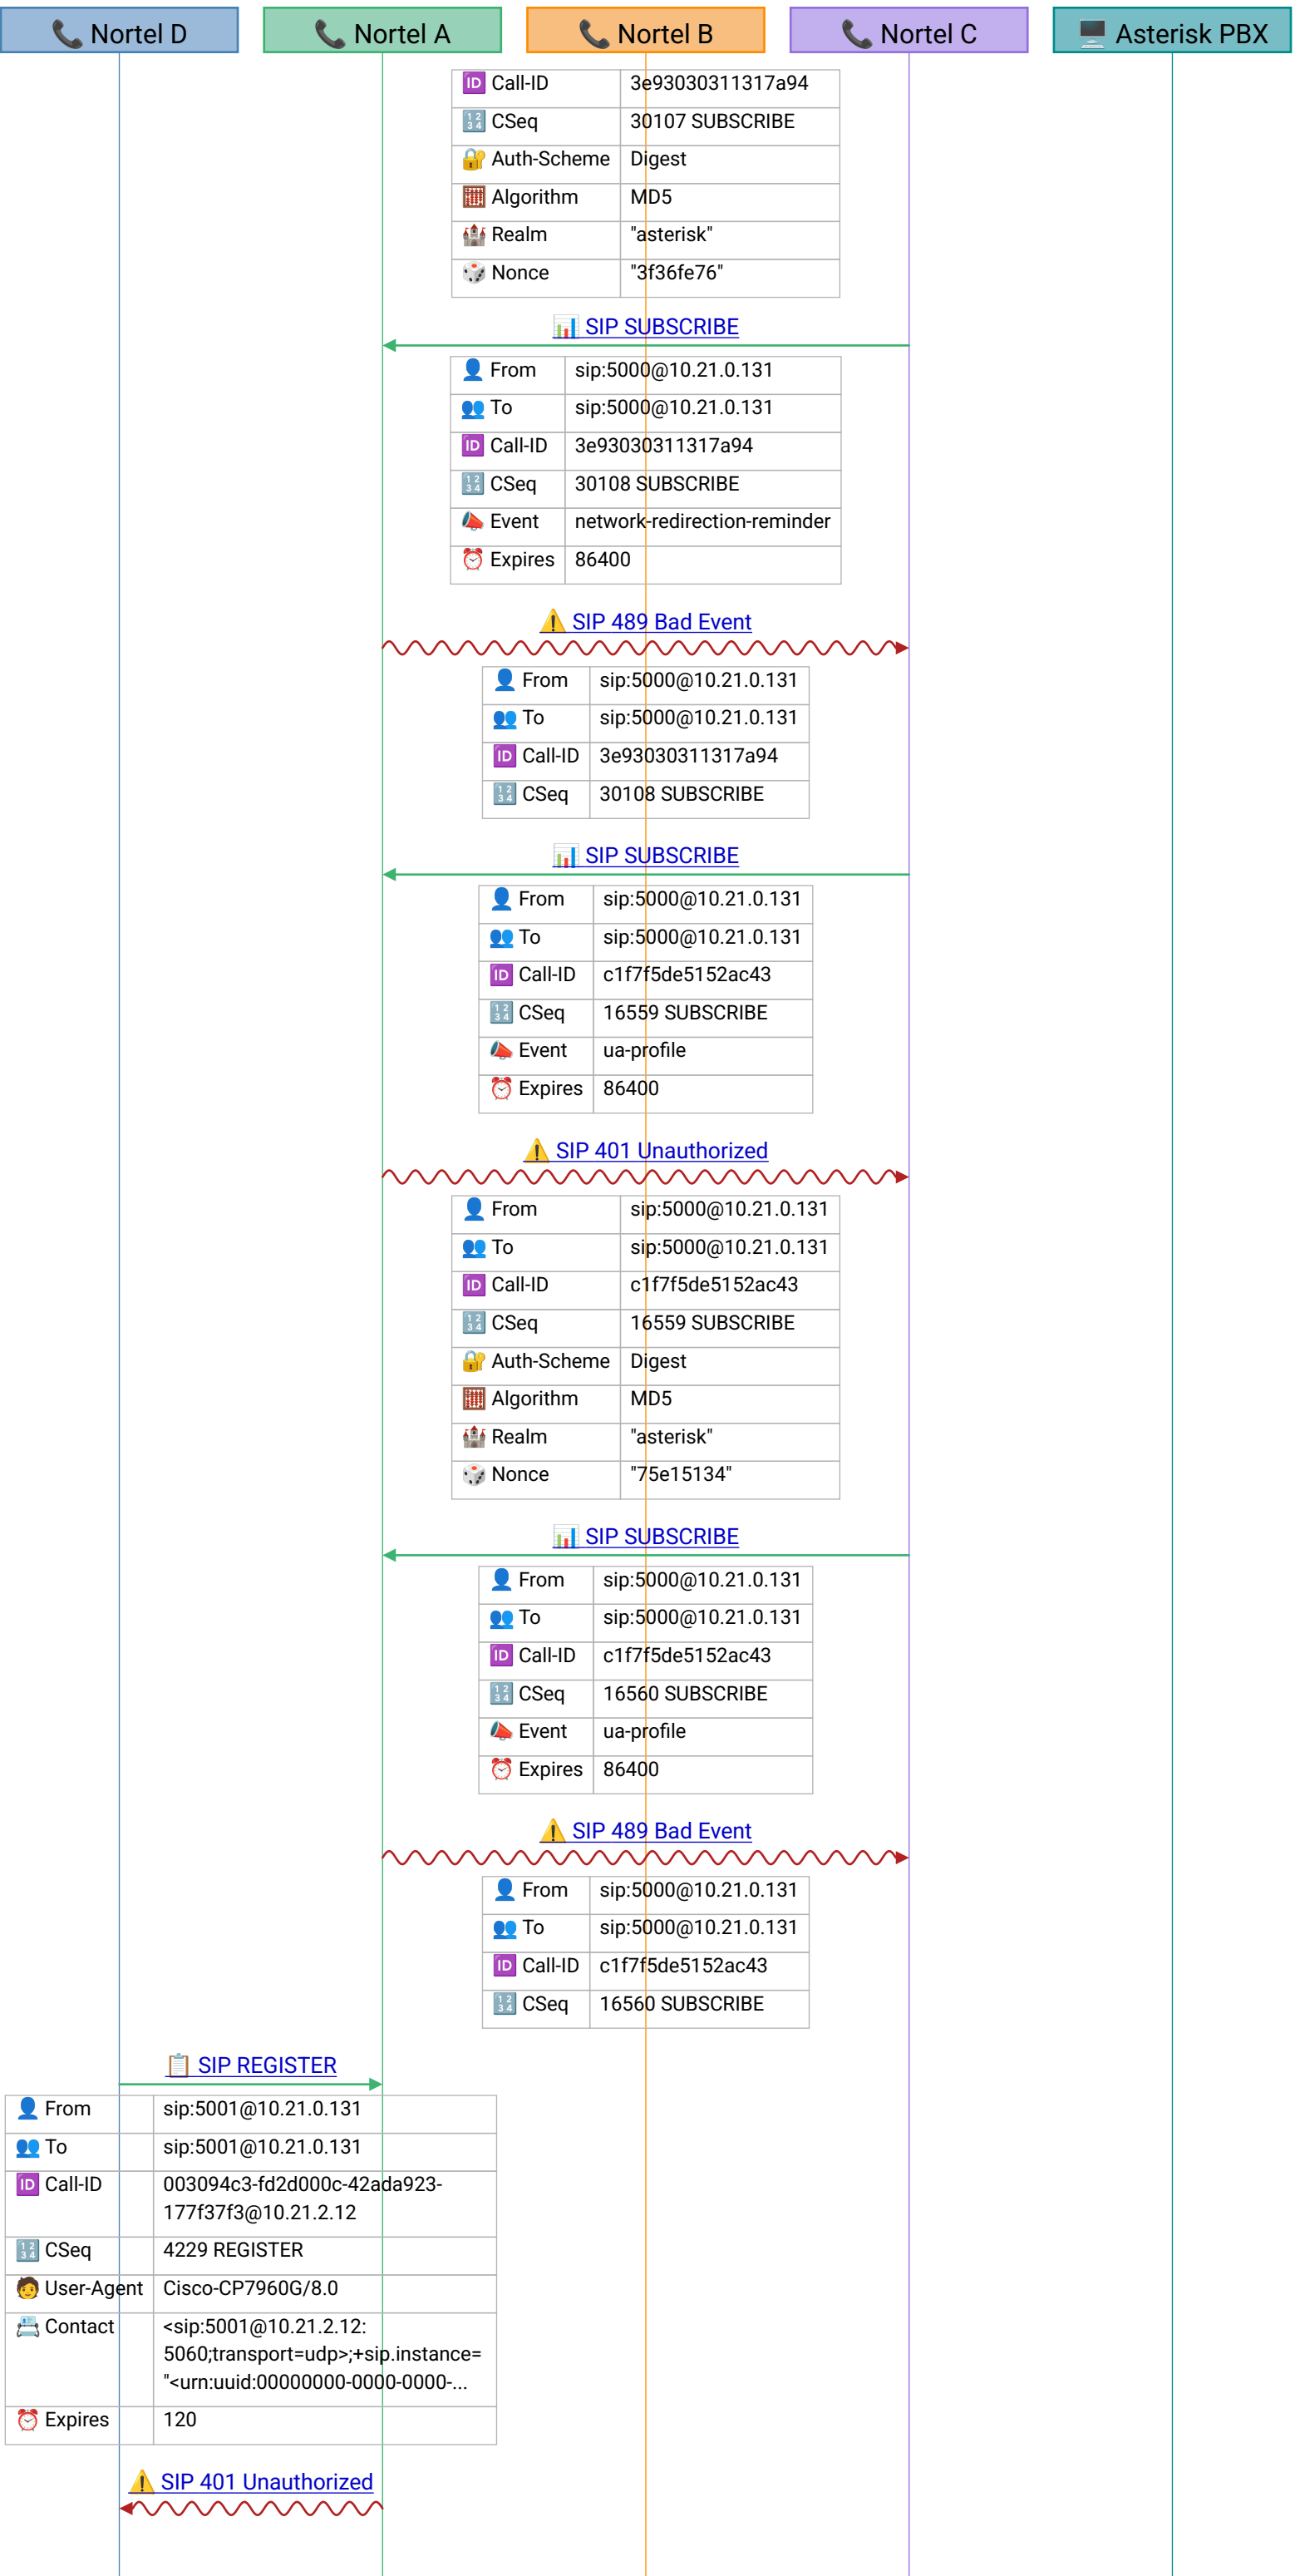 Nortel D
Nortel A
Nortel B
Nortel C
Asterisk PBX
Call-ID 3e93030311317a94
CSeq 30107 SUBSCRIBE
Auth-Scheme Digest
Algorithm MD5
Realm "asterisk"
Nonce "3f36fe76"
SIP SUBSCRIBE
From sip:5000@10.21.0.131
To sip:5000@10.21.0.131
Call-ID 3e93030311317a94
CSeq 30108 SUBSCRIBE
Event network-redirection-reminder
Expires 86400
SIP 489 Bad Event
From sip:5000@10.21.0.131
To sip:5000@10.21.0.131
Call-ID 3e93030311317a94
CSeq 30108 SUBSCRIBE
SIP SUBSCRIBE
From sip:5000@10.21.0.131
To sip:5000@10.21.0.131
Call-ID c1f7f5de5152ac43
CSeq 16559 SUBSCRIBE
Event ua-profile
Expires 86400
SIP 401 Unauthorized
From sip:5000@10.21.0.131
To sip:5000@10.21.0.131
Call-ID c1f7f5de5152ac43
CSeq 16559 SUBSCRIBE
Auth-Scheme Digest
Algorithm MD5
Realm "asterisk"
Nonce "75e15134"
SIP SUBSCRIBE
From sip:5000@10.21.0.131
To sip:5000@10.21.0.131
Call-ID c1f7f5de5152ac43
CSeq 16560 SUBSCRIBE
Event ua-profile
Expires 86400
SIP 489 Bad Event
From sip:5000@10.21.0.131
To sip:5000@10.21.0.131
Call-ID c1f7f5de5152ac43
CSeq 16560 SUBSCRIBE
SIP REGISTER
From sip:5001@10.21.0.131
To sip:5001@10.21.0.131
Call-ID 003094c3-fd2d000c-42ada923-
177f37f3@10.21.2.12
CSeq 4229 REGISTER
User-Agent Cisco-CP7960G/8.0
Contact <sip:5001@10.21.2.12:
5060;transport=udp>;+sip.instance=
"<urn:uuid:00000000-0000-0000-...
Expires 120
SIP 401 Unauthorized